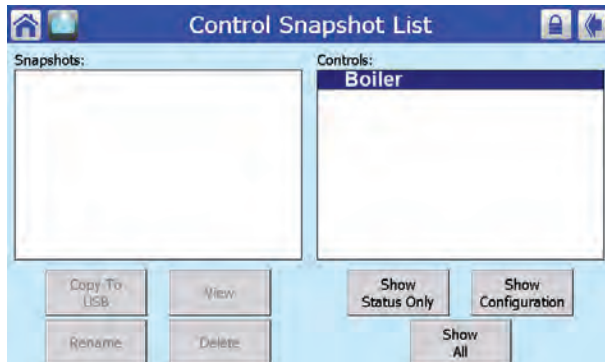 Control Snapshot List
Snapshots:
Controls:
Boiler
Copy To
USB
View
Show
Status Only
Show
Configuration
Rename
Delete
Show
All